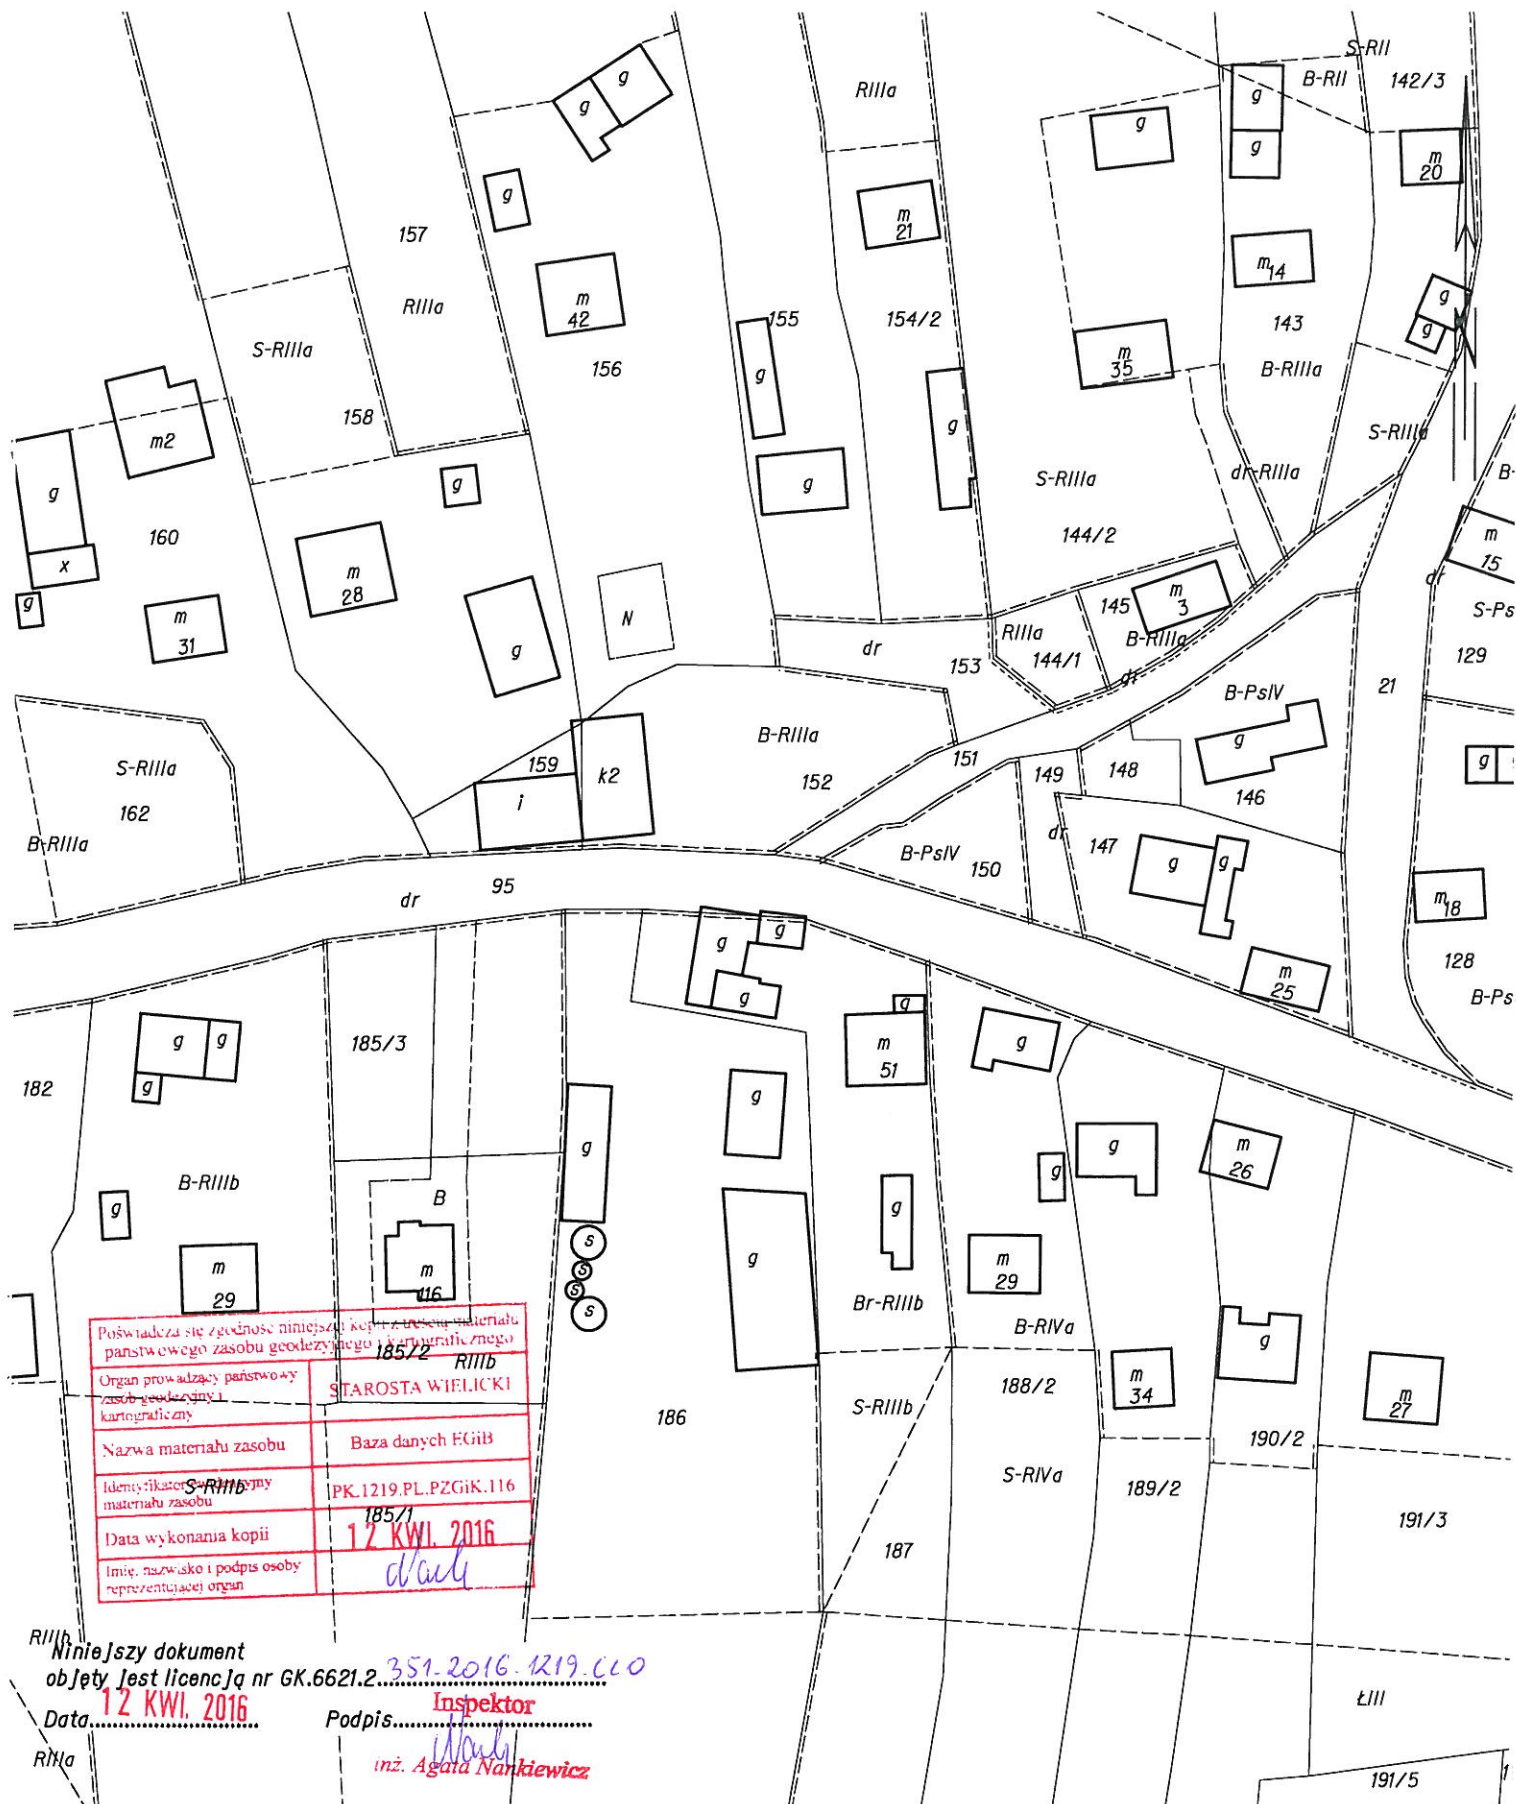 S-RII
g
B-RII
142/3
g
RIIIa
g
g
g
g
m
20
g
157
m
21
m
14
g
RIIIa
m
42
155
154/2
143
g
S-RIIIa
156
m
35
B-RIIIa
g
158
m2
g
S-RIIIa
g
g
g
S-RIIIa
dr-RIIIa
B-
160
144/2
m
15
x
m
28
m
3
dr
g
145
S-Ps
m
31
N
RIIIa
B-RIIIa
g
dr
153
144/1
129
dr
21
B-PsIV
B-RIIIa
g
S-RIIIa
159
k2
151
149
148
g
162
i
152
146
B-RIIIa
dr
147
B-PsIV
150
g
g
dr
95
m
18
g
g
128
m
25
g
g
B-Ps
185/3
g
g
m
51
g
182
g
g
g
m
26
B-RIIIb
B
g
g
g
s
m
29
m
116
s
g
m
29
s
s
Br-RIIIb
B-RIVa
g
Poświadcza się zgodność niniejszej kopii z treścią materiału
państwowego zasobu geodezyjnego i kartograficznego
185/2
RIIIb
Organ prowadzący państwowy
zasób geodezyjny i
kartograficzny
STAROSTA WIELICKI
188/2
m
34
m
27
186
S-RIIIb
Nazwa materiału zasobu
Baza danych EGiB
190/2
S-RIVa
Identyfikator ewidencyjny
materiału zasobu
S-RIIIb
PK.1219.PL.PZGiK.116
189/2
185/1
191/3
Data wykonania kopii
12 KWI. 2016
187
Imię, nazwisko i podpis osoby
reprezentującej organ
RIIIb
Niniejszy dokument
objęty jest licencją nr GK.6621.2.351.2016.1219.CLO
Data 12 KWI. 2016
Podpis
Inspektor
ŁIII
RIIIa
inż. Agata Nankiewicz
191/5
1